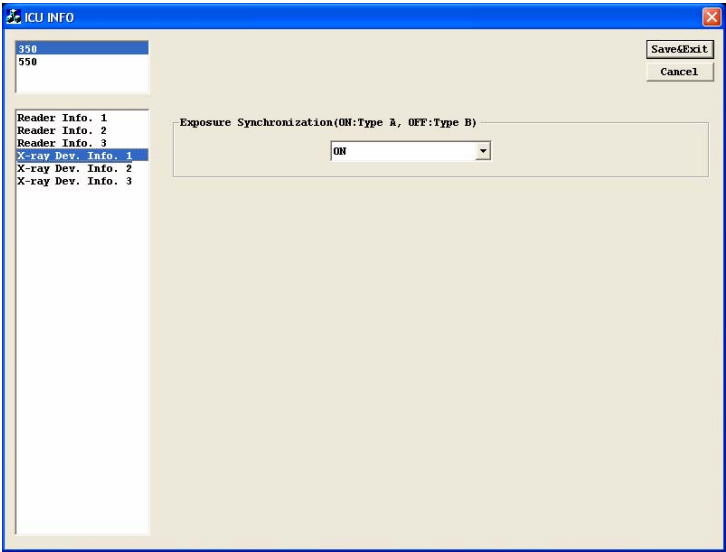 ICU INFO
350
550
Save&Exit
Cancel
Reader Info. 1
Reader Info. 2
Reader Info. 3
X-ray Dev. Info. 1
X-ray Dev. Info. 2
X-ray Dev. Info. 3
Exposure Synchronization(ON:Type A, OFF:Type B)
ON